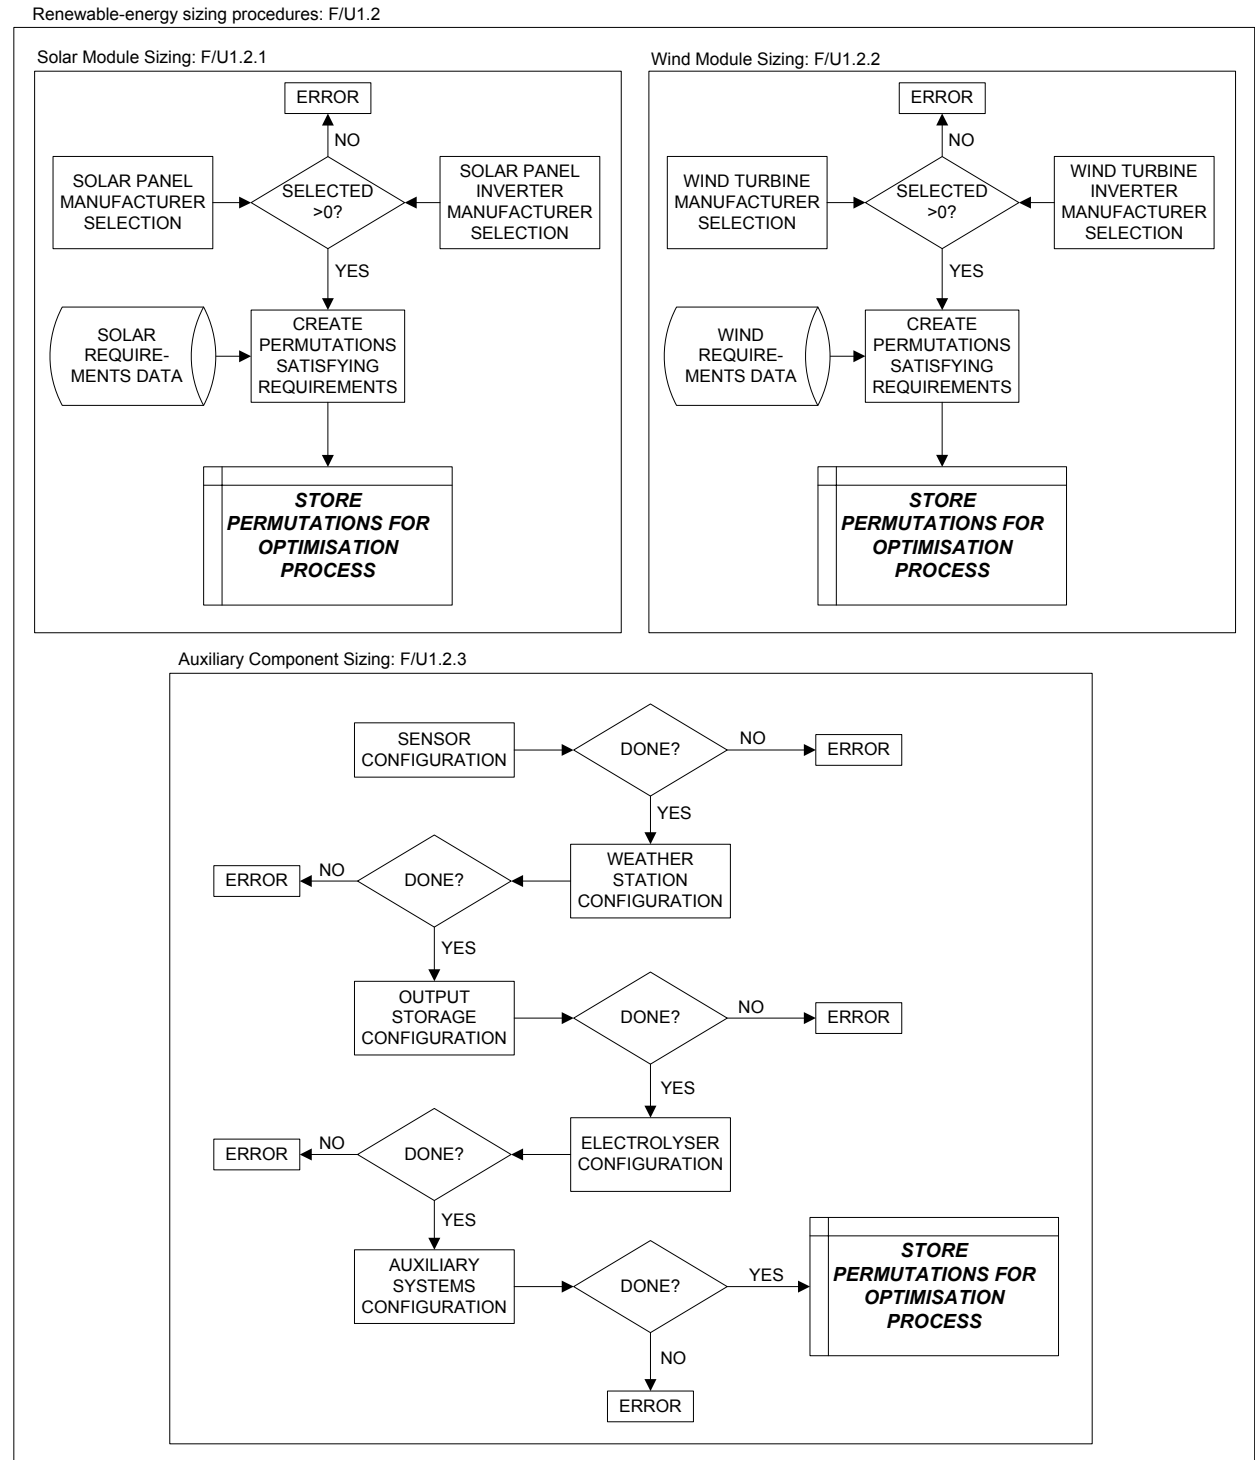 Renewable-energy sizing procedures: F/U1.2
Solar Module Sizing: F/U1.2.1
ERROR
NO
SOLAR PANEL
MANUFACTURER
SELECTION
SELECTED
>0?
SOLAR PANEL
INVERTER
MANUFACTURER
SELECTION
YES
SOLAR
REQUIRE-
MENTS DATA
CREATE
PERMUTATIONS
SATISFYING
REQUIREMENTS
STORE
PERMUTATIONS FOR
OPTIMISATION
PROCESS
Wind Module Sizing: F/U1.2.2
ERROR
NO
WIND TURBINE
MANUFACTURER
SELECTION
SELECTED
>0?
WIND TURBINE
INVERTER
MANUFACTURER
SELECTION
YES
WIND
REQUIRE-
MENTS DATA
CREATE
PERMUTATIONS
SATISFYING
REQUIREMENTS
STORE
PERMUTATIONS FOR
OPTIMISATION
PROCESS
Auxiliary Component Sizing: F/U1.2.3
SENSOR
CONFIGURATION
DONE?
NO
ERROR
YES
WEATHER
STATION
CONFIGURATION
DONE?
NO
ERROR
YES
OUTPUT
STORAGE
CONFIGURATION
DONE?
NO
ERROR
YES
ELECTROLYSER
CONFIGURATION
DONE?
NO
ERROR
YES
AUXILIARY
SYSTEMS
CONFIGURATION
DONE?
YES
STORE
PERMUTATIONS FOR
OPTIMISATION
PROCESS
NO
ERROR